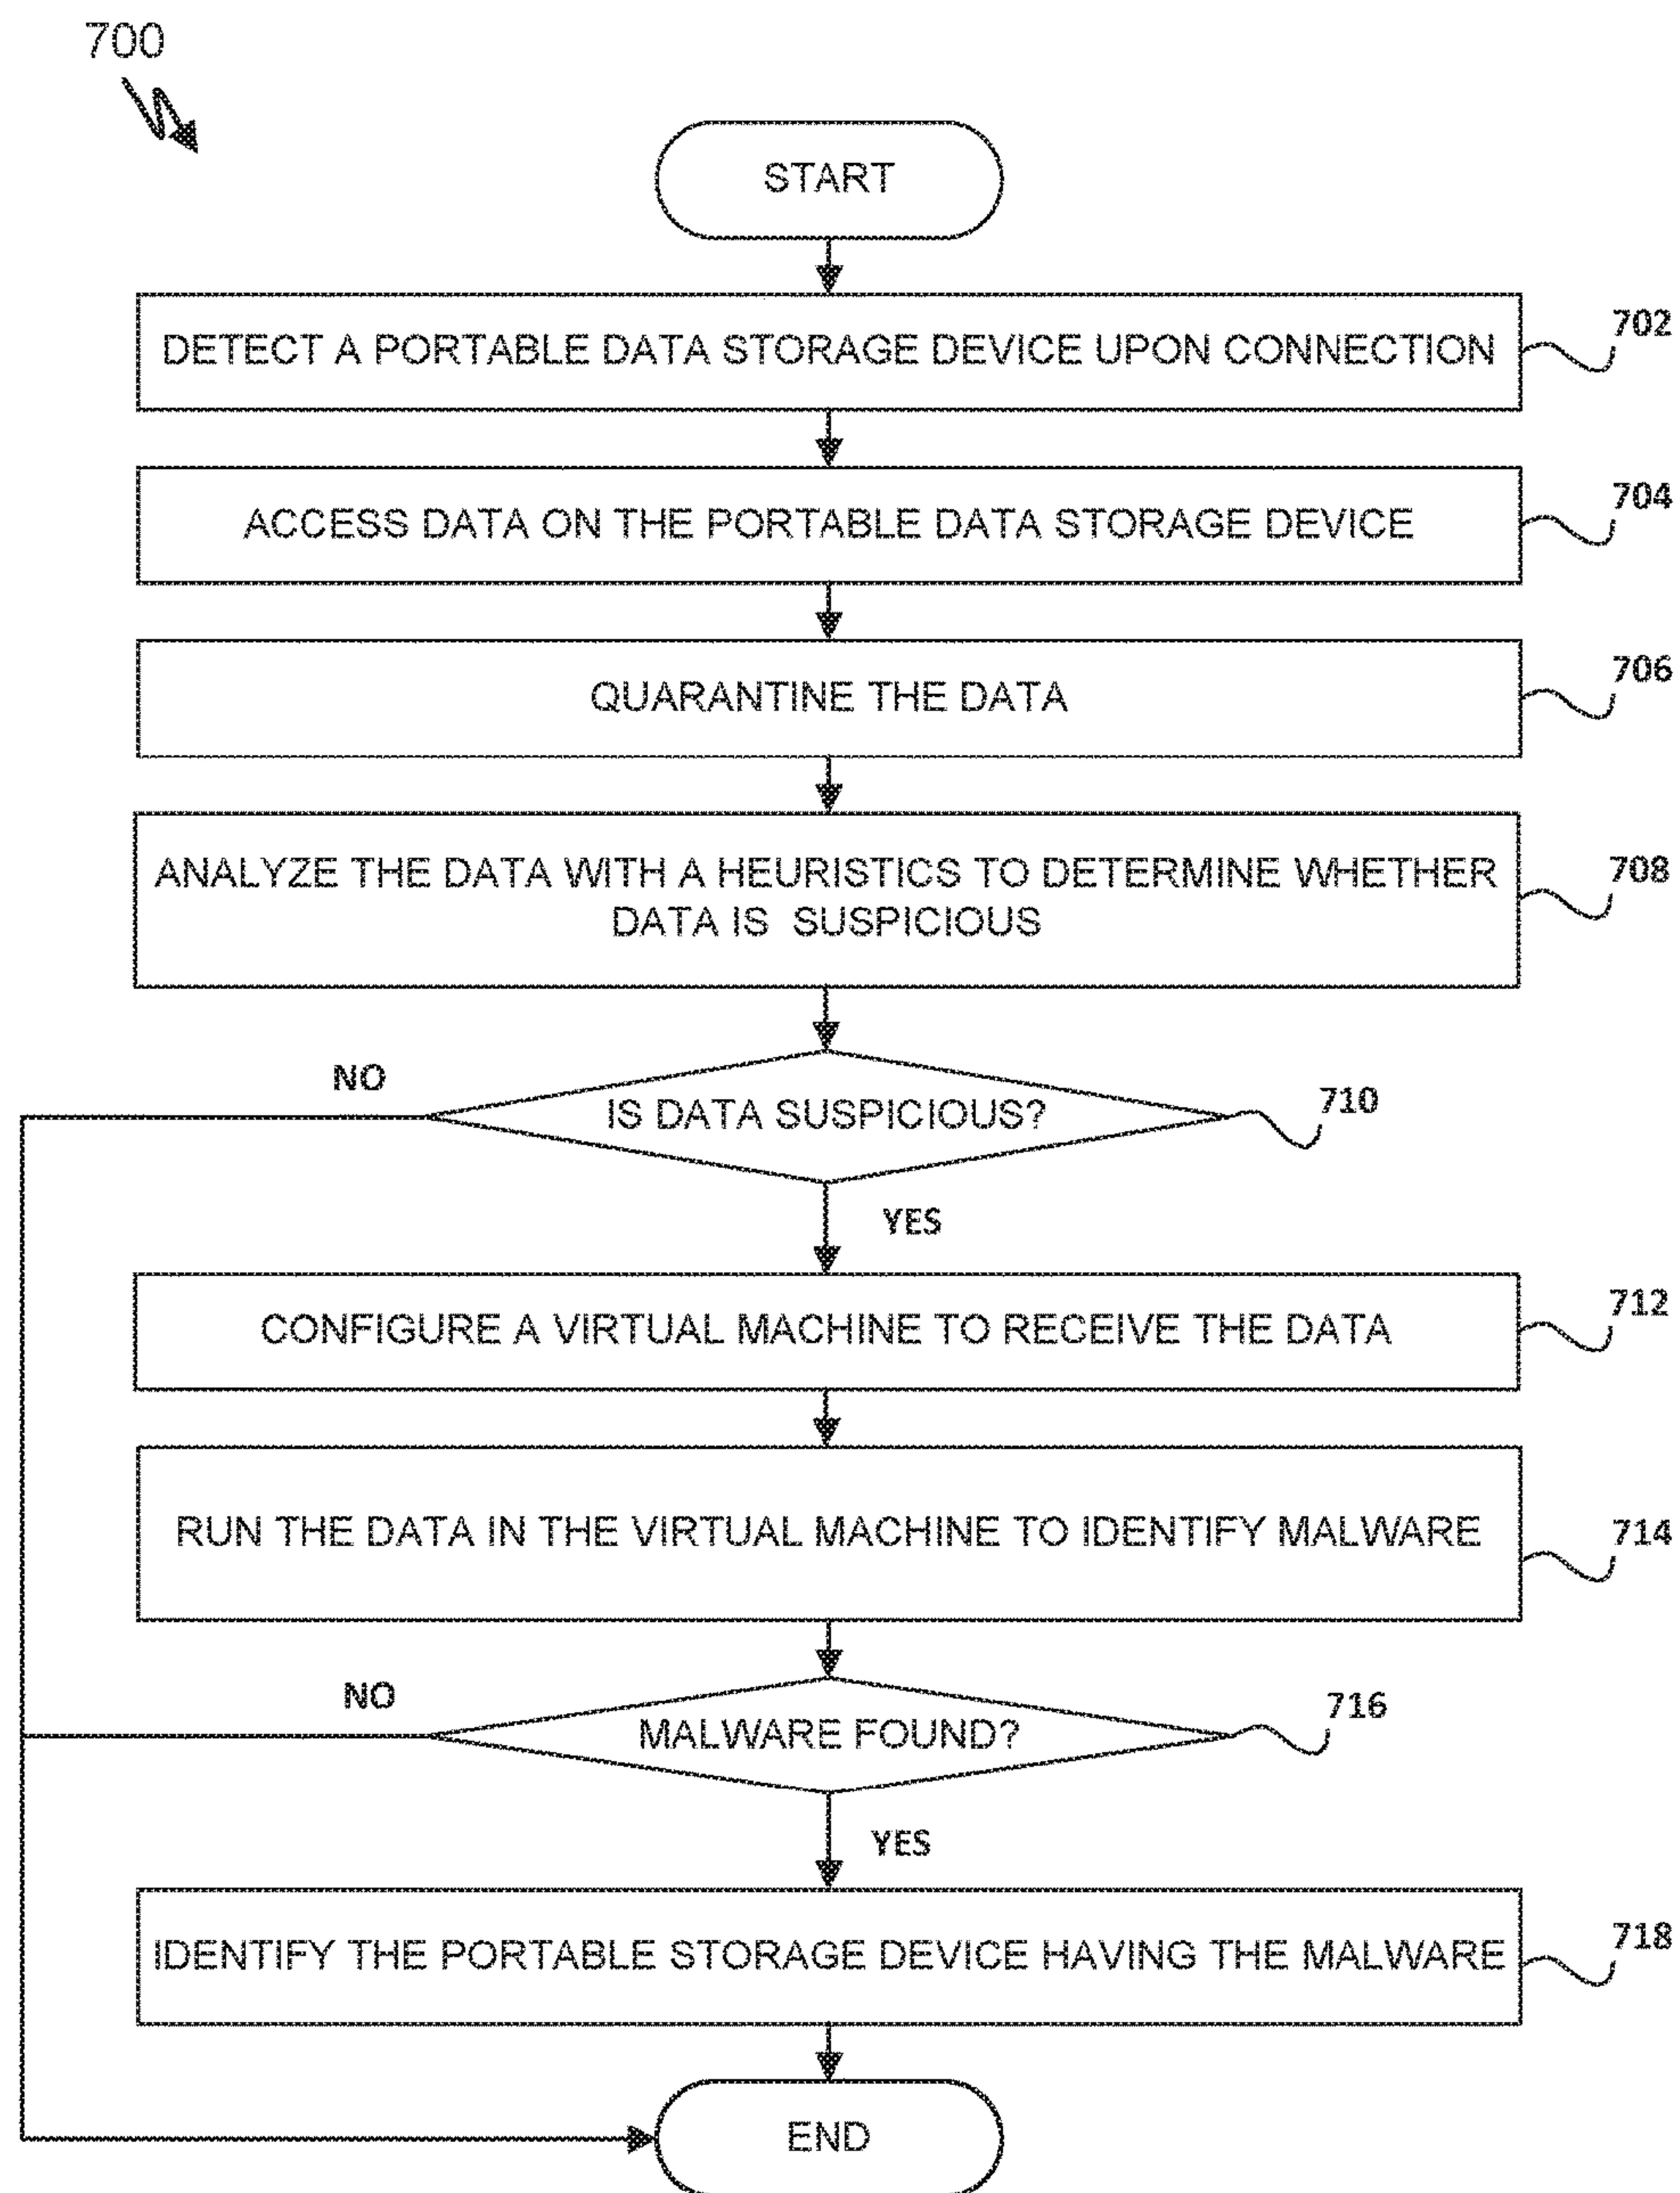 700
START
DETECT A PORTABLE DATA STORAGE DEVICE UPON CONNECTION
702
ACCESS DATA ON THE PORTABLE DATA STORAGE DEVICE
704
QUARANTINE THE DATA
706
ANALYZE THE DATA WITH A HEURISTICS TO DETERMINE WHETHER
DATA IS SUSPICIOUS
708
NO
IS DATA SUSPICIOUS?
710
YES
CONFIGURE A VIRTUAL MACHINE TO RECEIVE THE DATA
712
RUN THE DATA IN THE VIRTUAL MACHINE TO IDENTIFY MALWARE
714
NO
MALWARE FOUND?
716
YES
IDENTIFY THE PORTABLE STORAGE DEVICE HAVING THE MALWARE
718
END